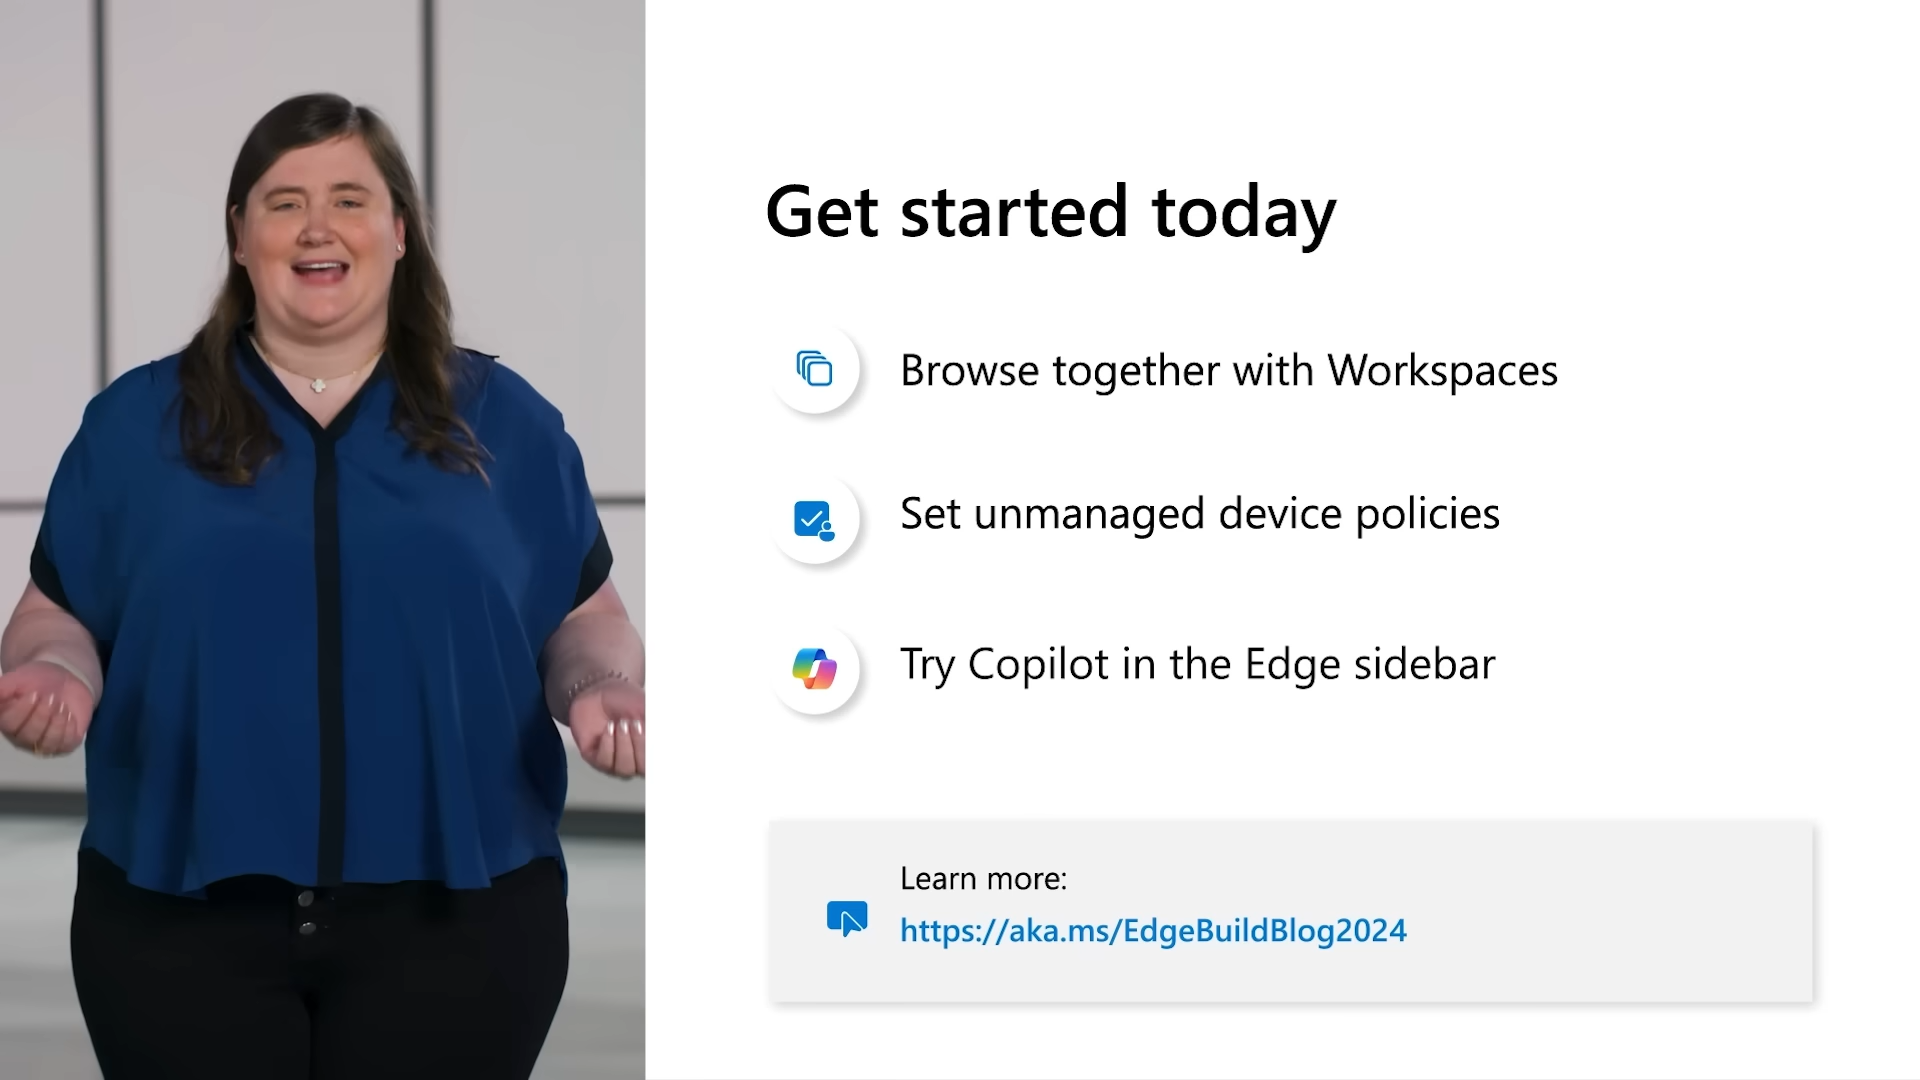 Get started today
Browse together with Workspaces
Set unmanaged device policies
Try Copilot in the Edge sidebar
Learn more:
https://aka.ms/EdgeBuildBlog2024